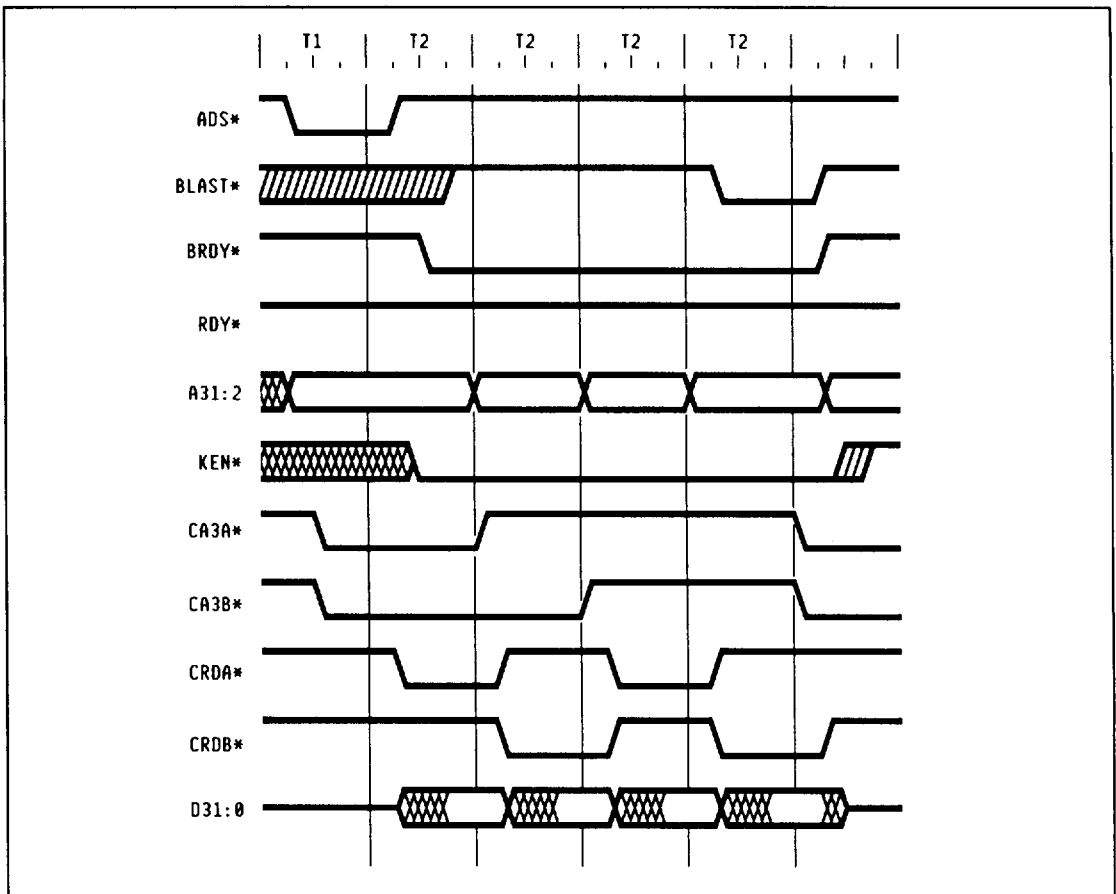 T1 T2 T2 T2 T2
ADS*
BLAST*
BRDY*
RDY*
A31:2
KEN*
CA3A*
CA3B*
CRDA*
CRDB*
D31:0